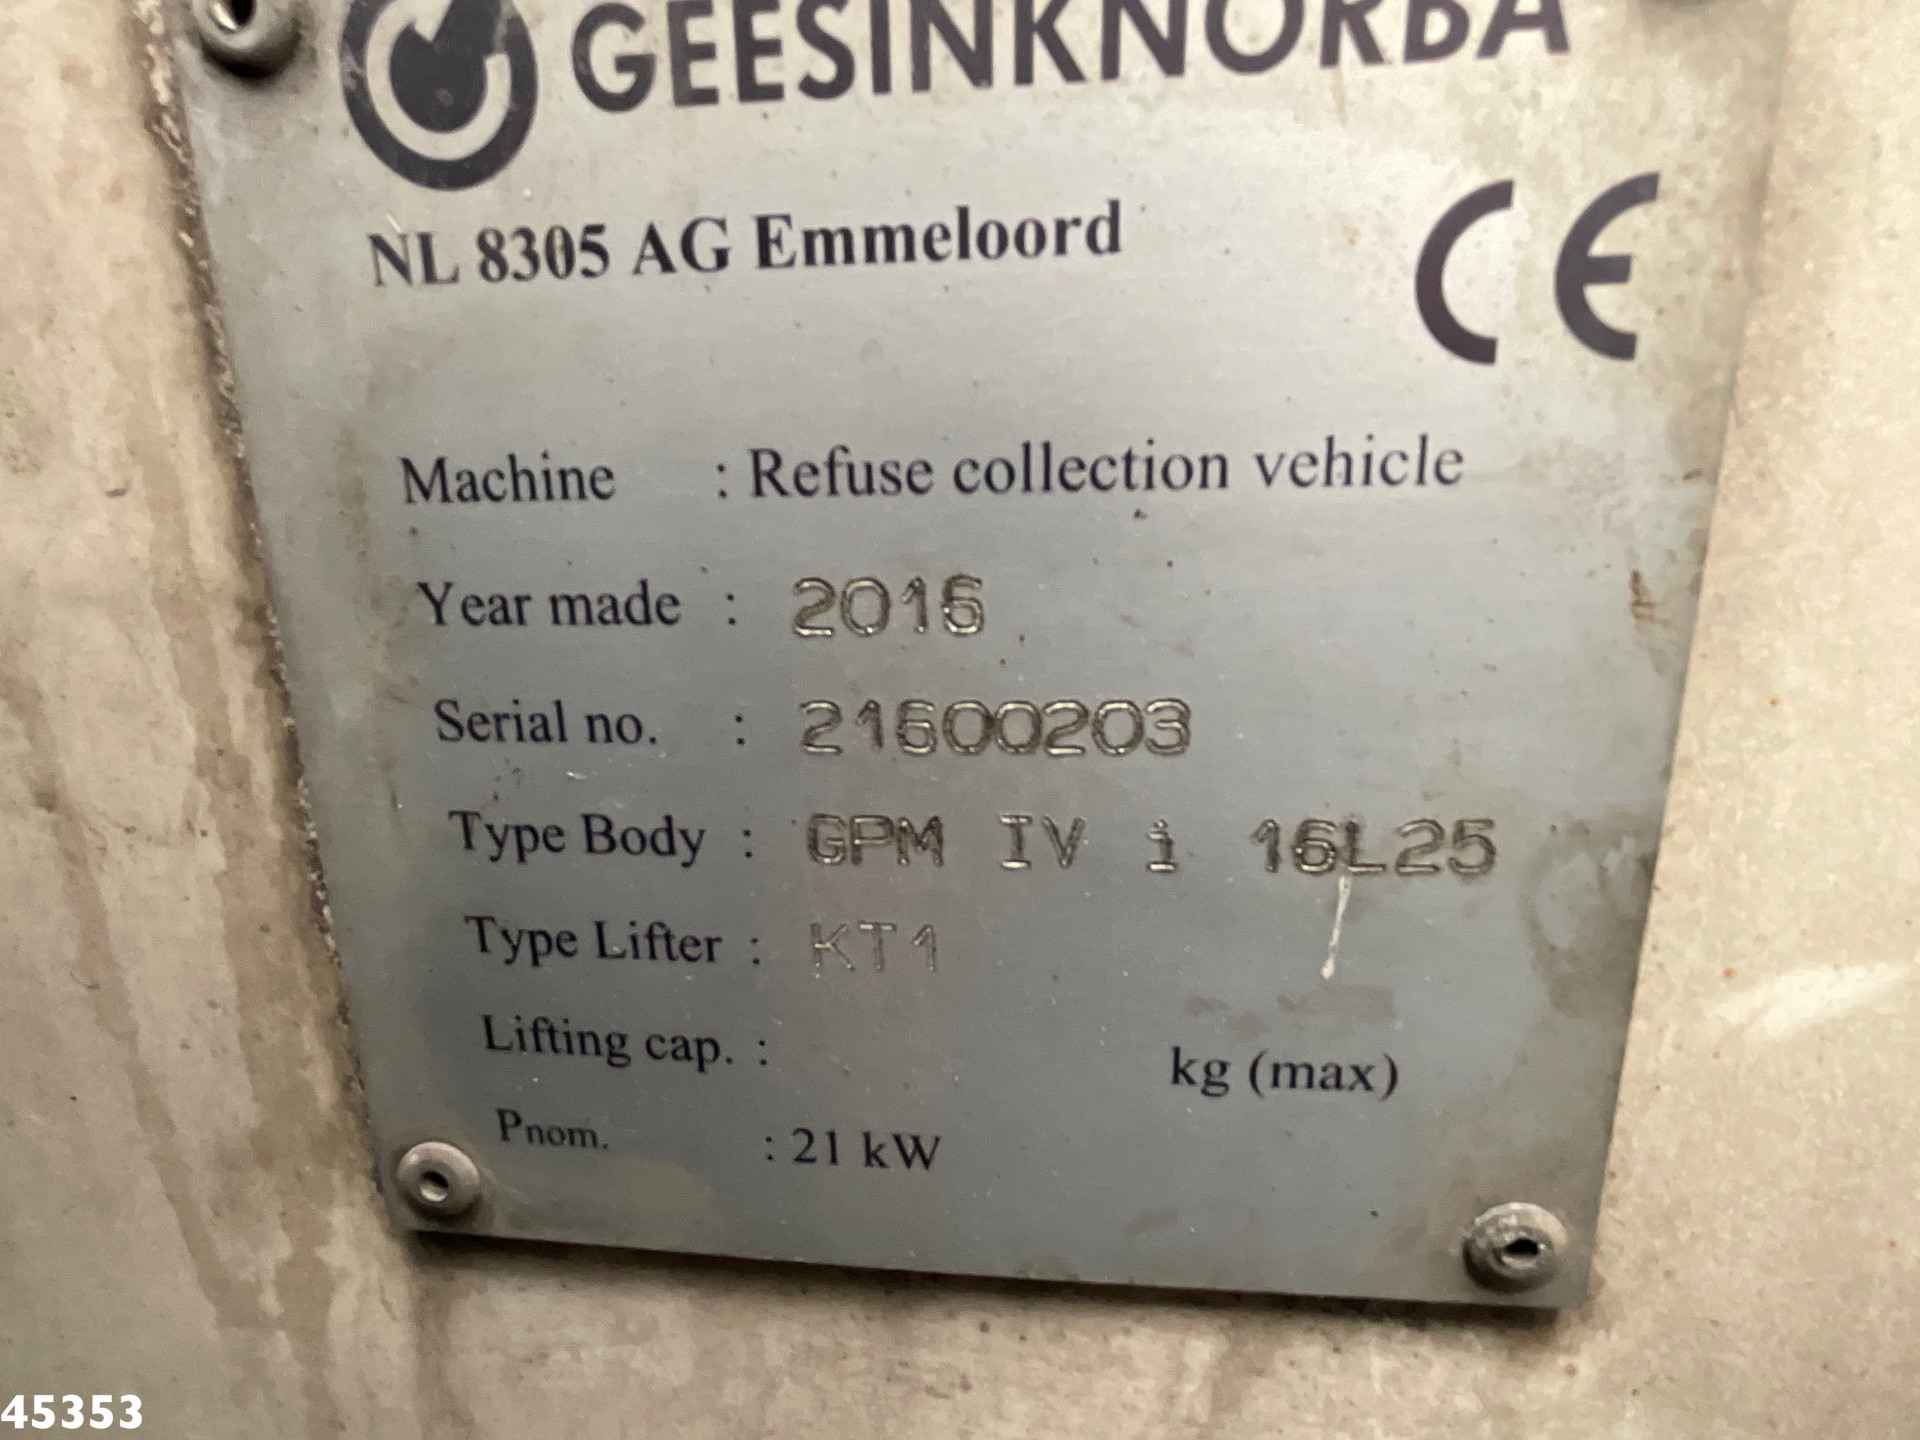 GEESINKNORBA
NL 8305 AG Emmeloord
CE
Machine : Refuse collection vehicle
Year made : 2016
Serial no. : 21600203
Type Body : GPM IV i 16L25
Type Lifter : KT1
Lifting cap. : kg (max)
Pnom. : 21 kW
45353